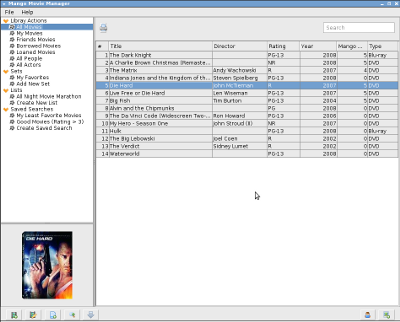 Mango Movie Manager
File Help
Library Actions
All Movies
My Movies
Friends Movies
Borrowed Movies
Loaned Movies
All People
All Actors
Sets
My Favorites
Add New Set
Lists
All Night Movie Marathon
Create New List
Saved Searches
My Least Favorite Movies
Good Movies (Rating > 3)
Create Saved Search
DIE HARD
Search
# Title Director Rating Year Mango ... Type
1 The Dark Knight PG-13 2008 5 Blu-ray
2 A Charlie Brown Christmas (Remaste... NR 2008 5 DVD
3 The Matrix Andy Wachowski R 2007 4 DVD
4 Indiana Jones and the Kingdom of th... Steven Spielberg PG-13 2008 4 DVD
5 Die Hard John McTiernan R 2007 5 DVD
6 Live Free or Die Hard Len Wiseman PG-13 2007 5 DVD
7 Big Fish Tim Burton PG-13 2004 5 DVD
8 Alvin and the Chipmunks PG 2008 0 DVD
9 The Da Vinci Code (Widescreen Two-... Ron Howard PG-13 2006 0 DVD
10 My Hero - Season One John Stroud (II) NR 2007 0 DVD
11 Hulk PG-13 2008 0 Blu-ray
12 The Big Lebowski Joel Coen R 2002 0 DVD
13 The Verdict Sidney Lumet R 2002 0 DVD
14 Waterworld PG-13 2008 0 DVD